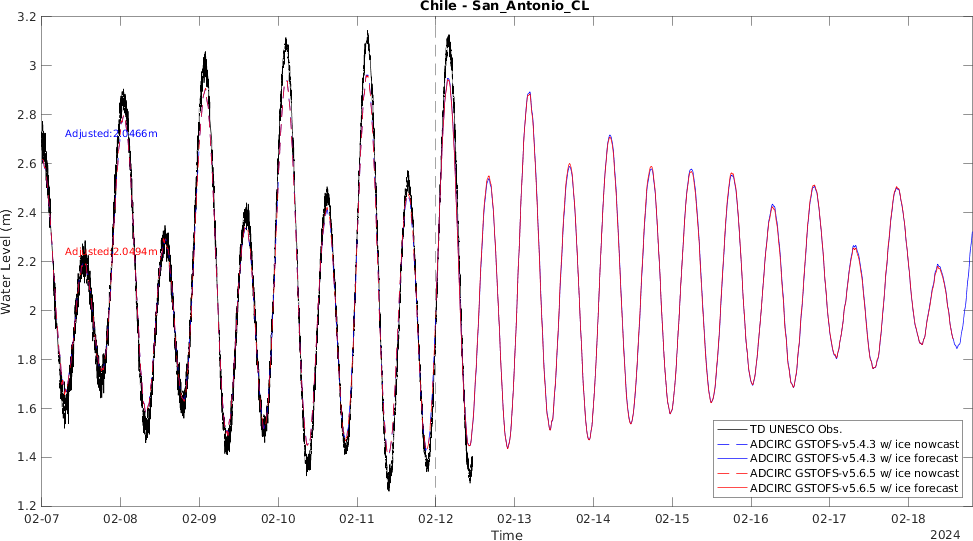 Chile - San_Antonio_CL
3.2
3
2.8
2.6
2.4
2.2
2
1.8
1.6
1.4
1.2
Water Level (m)
Adjusted:2.0466m
Adjusted:2.0494m
TD UNESCO Obs.
ADCIRC GSTOFS-v5.4.3 w/ ice nowcast
ADCIRC GSTOFS-v5.4.3 w/ ice forecast
ADCIRC GSTOFS-v5.6.5 w/ ice nowcast
ADCIRC GSTOFS-v5.6.5 w/ ice forecast
02-07 02-08 02-09 02-10 02-11 02-12 02-13 02-14 02-15 02-16 02-17 02-18
Time
2024